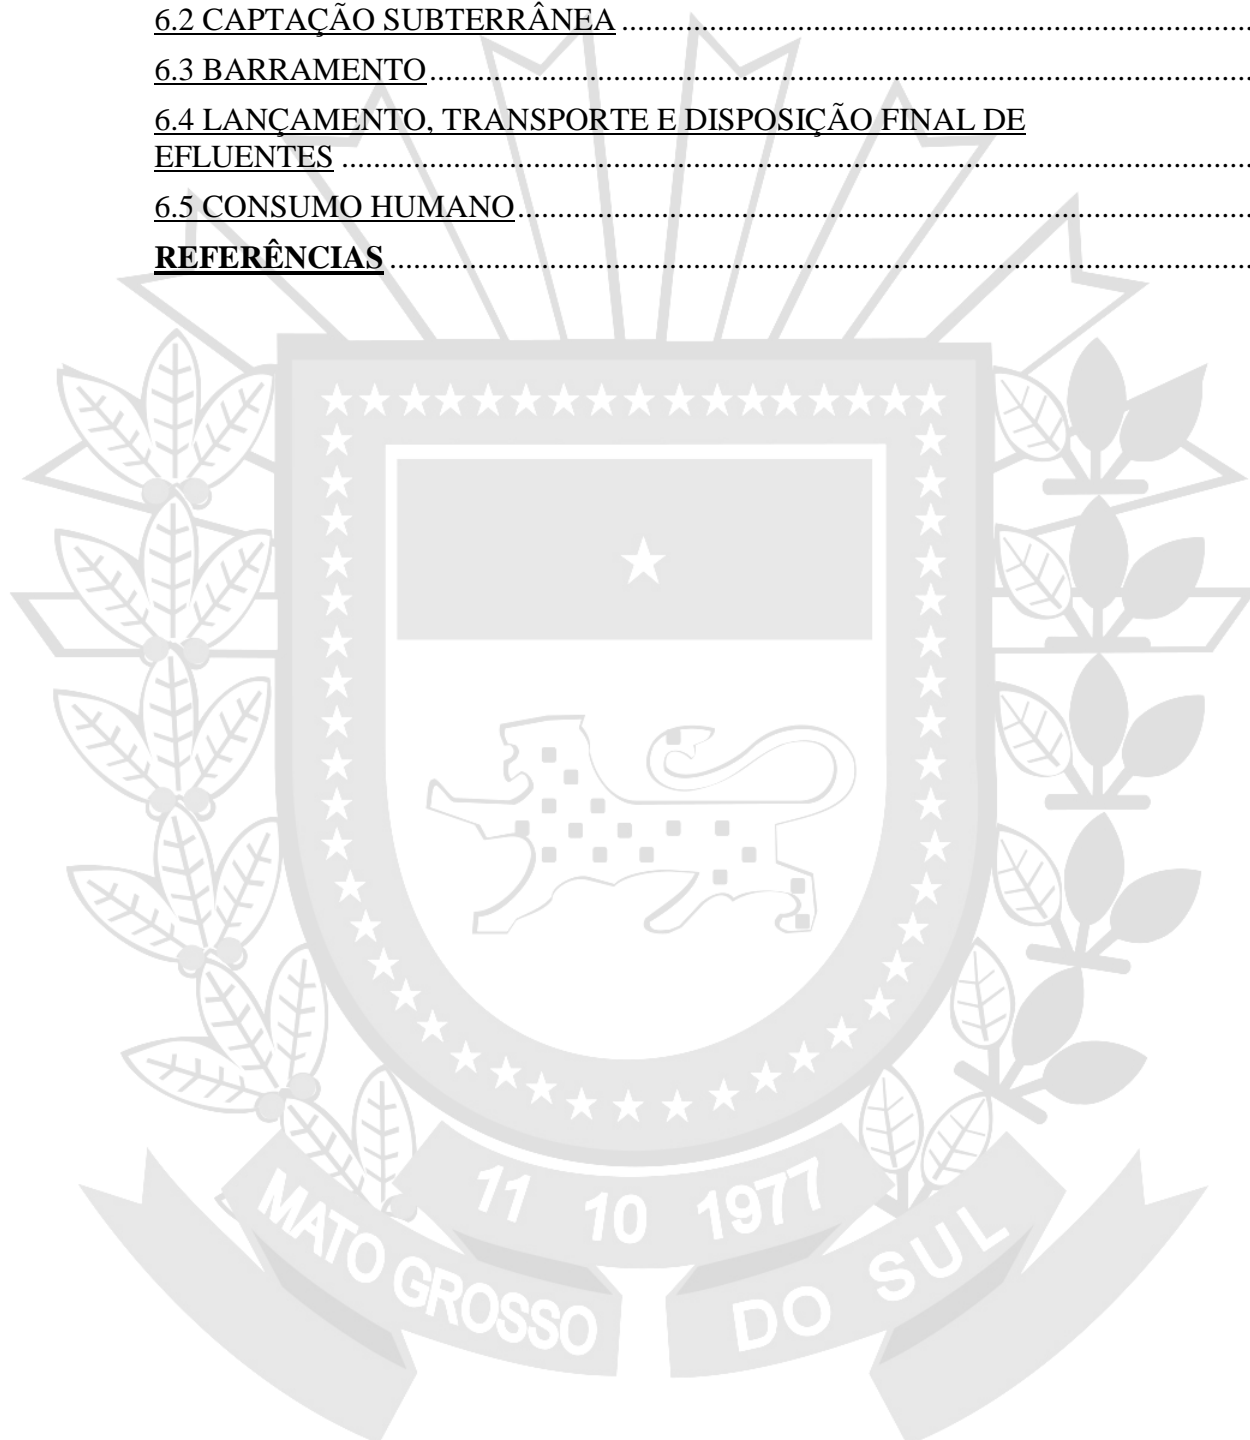 6.2 CAPTAÇÃO SUBTERRÂNEA ................................................................................
6.3 BARRAMENTO ........................................................................................................
6.4 LANÇAMENTO, TRANSPORTE E DISPOSIÇÃO FINAL DE
EFLUENTES ...................................................................................................................
6.5 CONSUMO HUMANO .............................................................................................
REFERÊNCIAS ..............................................................................................................
11 10 1977
MATO GROSSO DO SUL